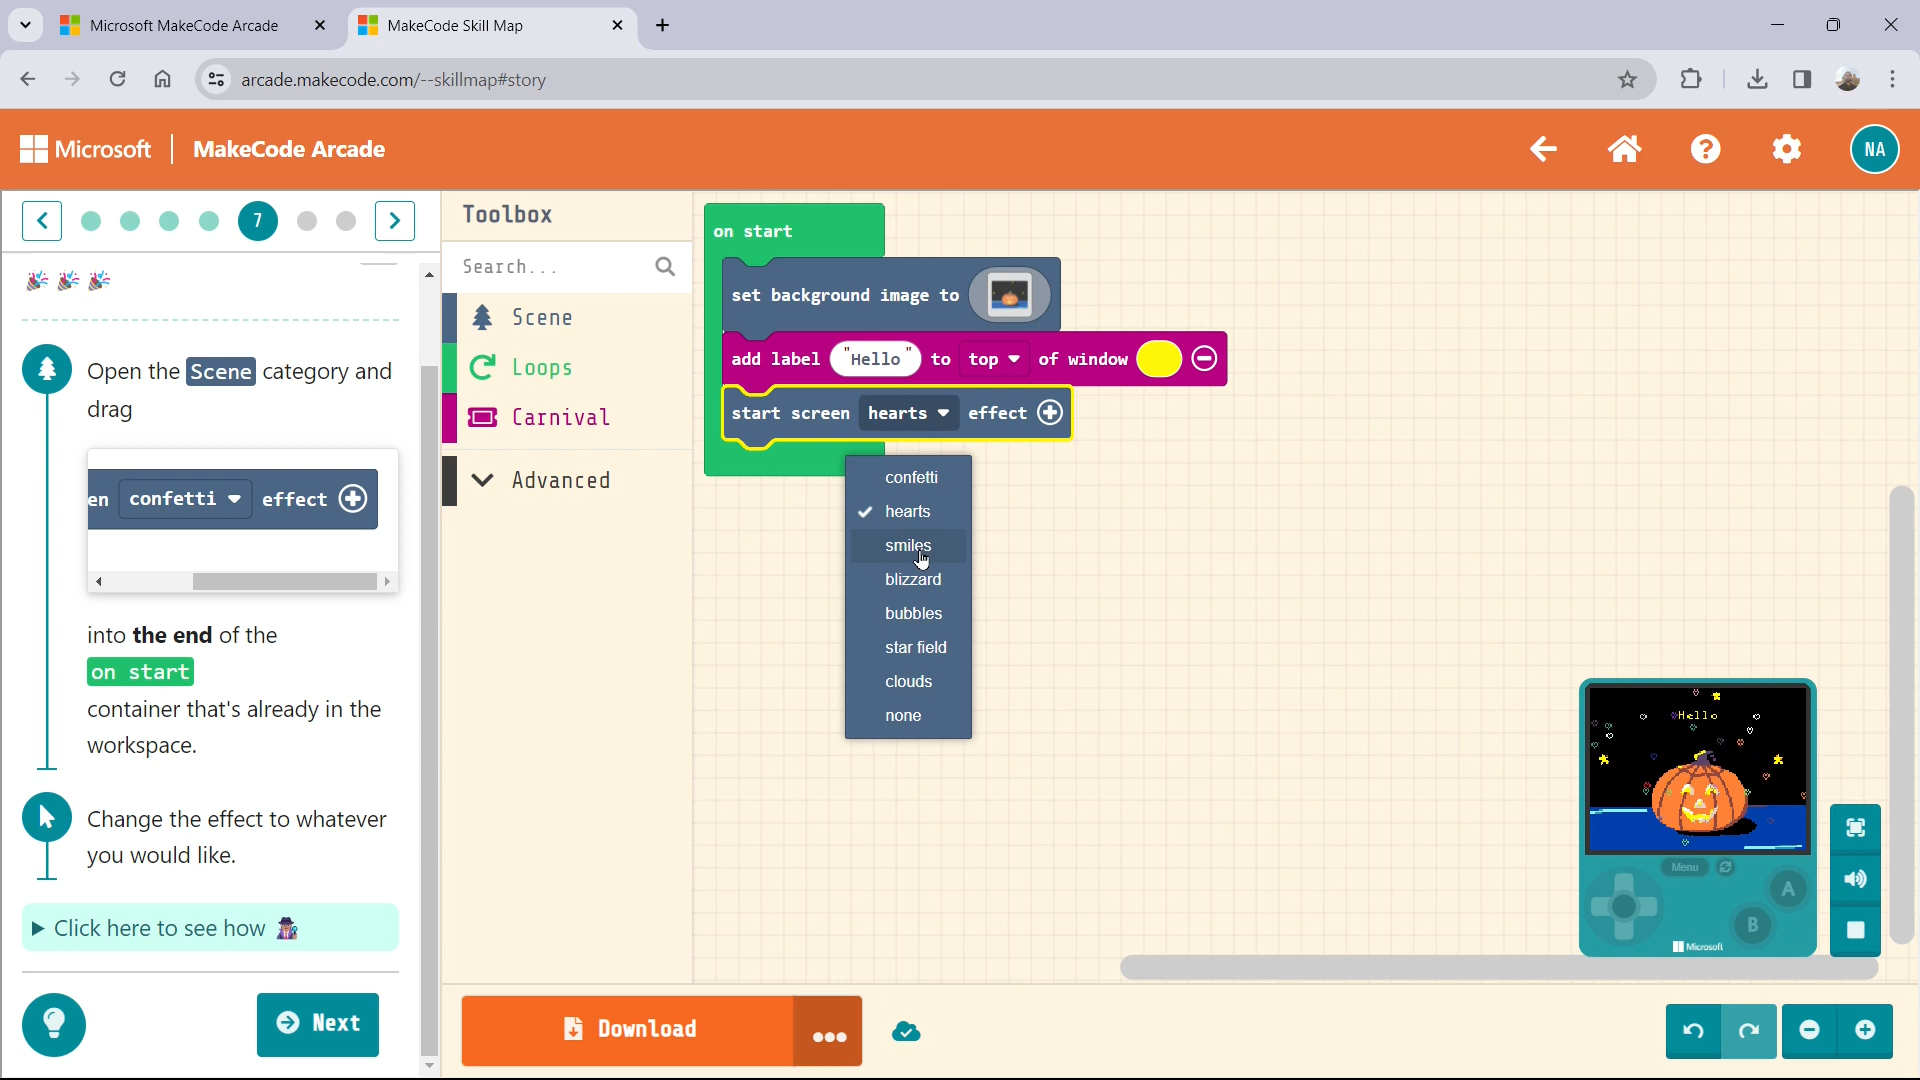 Microsoft MakeCode Arcade
MakeCode Skill Map
arcade.makecode.com/--skillmap#story
Microsoft | MakeCode Arcade
NA
7
Open the Scene category and
drag
en confetti effect
into the end of the
on start
container that's already in the
workspace.
Change the effect to whatever
you would like.
Click here to see how
Next
Toolbox
Search...
Scene
Loops
Carnival
Advanced
on start
set background image to
add label "Hello" to top of window
start screen hearts effect
confetti
hearts
smiles
blizzard
bubbles
star field
clouds
none
Hello
Menu
A
B
Microsoft
Download